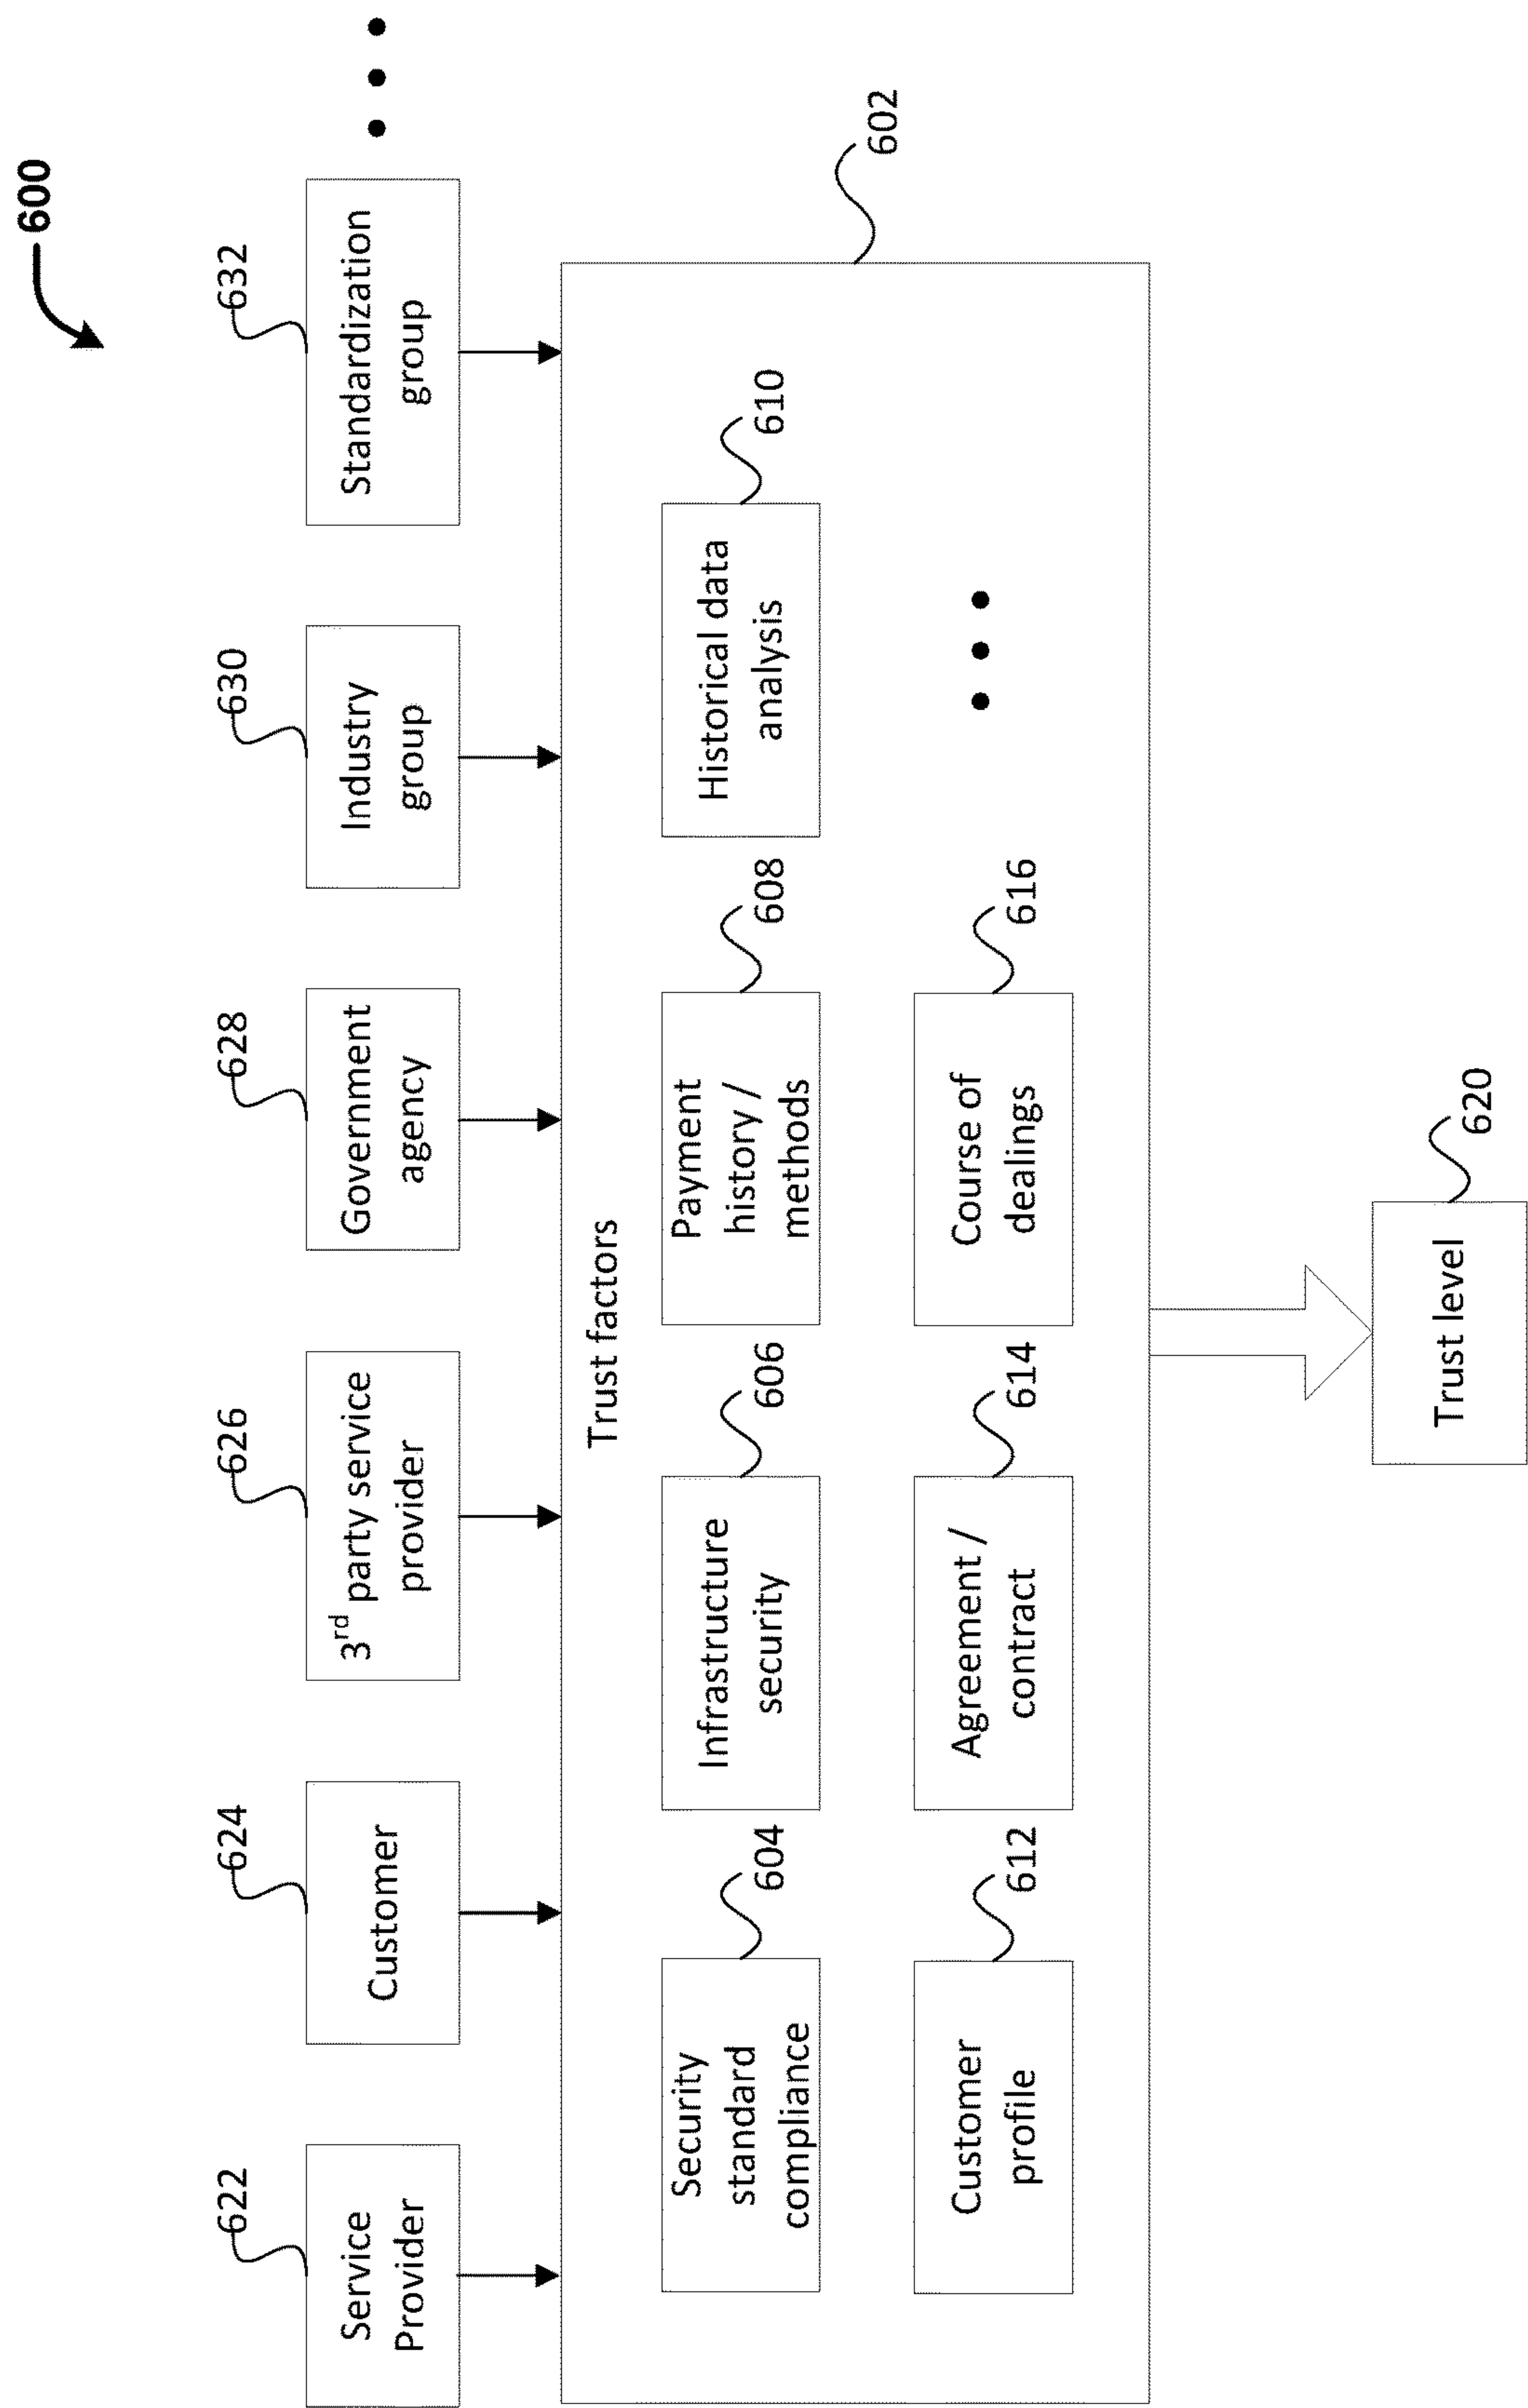 600
622
624
626
628
630
632
Service
Provider
Customer
3rd party service
provider
Government
agency
Industry
group
Standardization
group
602
Trust factors
604
606
608
610
Security
standard
compliance
Infrastructure
security
Payment
history /
methods
Historical data
analysis
612
614
616
Customer
profile
Agreement /
contract
Course of
dealings
620
Trust level